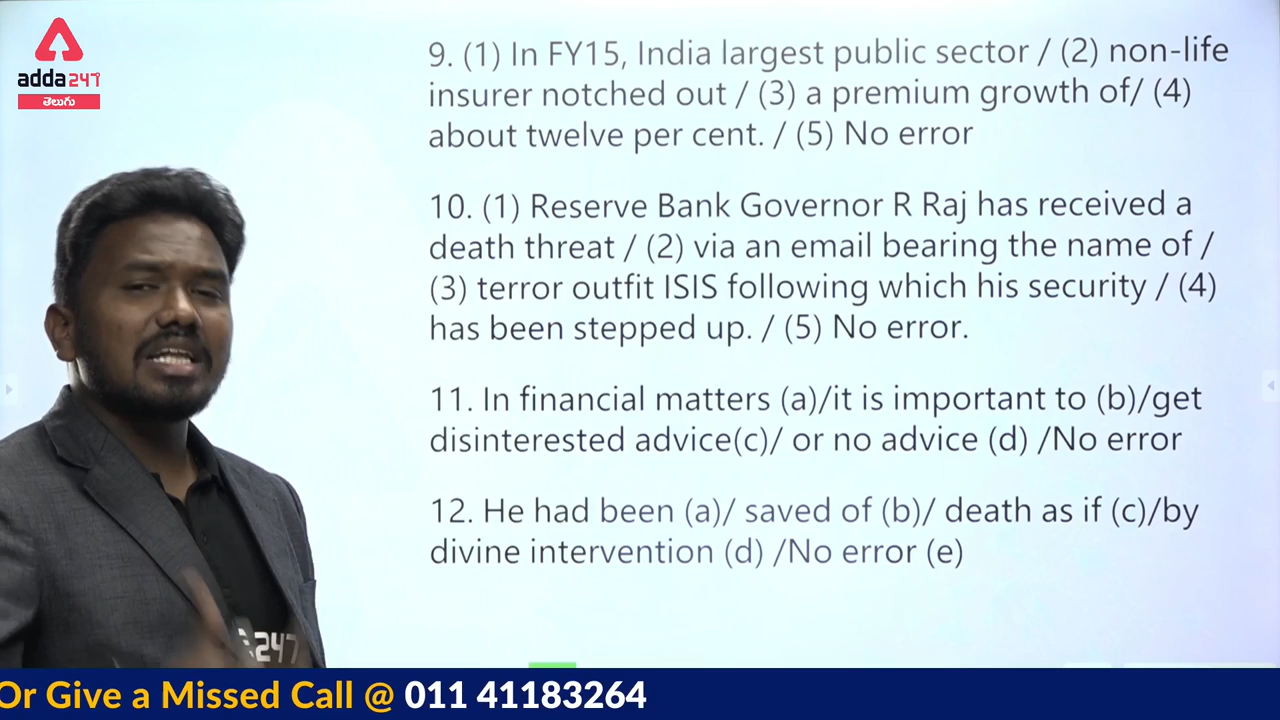 adda247
తెలుగు
9. (1) In FY15, India largest public sector / (2) non-life
insurer notched out / (3) a premium growth of/ (4)
about twelve per cent. / (5) No error
10. (1) Reserve Bank Governor R Raj has received a
death threat / (2) via an email bearing the name of /
(3) terror outfit ISIS following which his security / (4)
has been stepped up. / (5) No error.
11. In financial matters (a)/it is important to (b)/get
disinterested advice(c)/ or no advice (d) /No error
12. He had been (a)/ saved of (b)/ death as if (c)/by
divine intervention (d) /No error (e)
247
Or Give a Missed Call @ 011 41183264